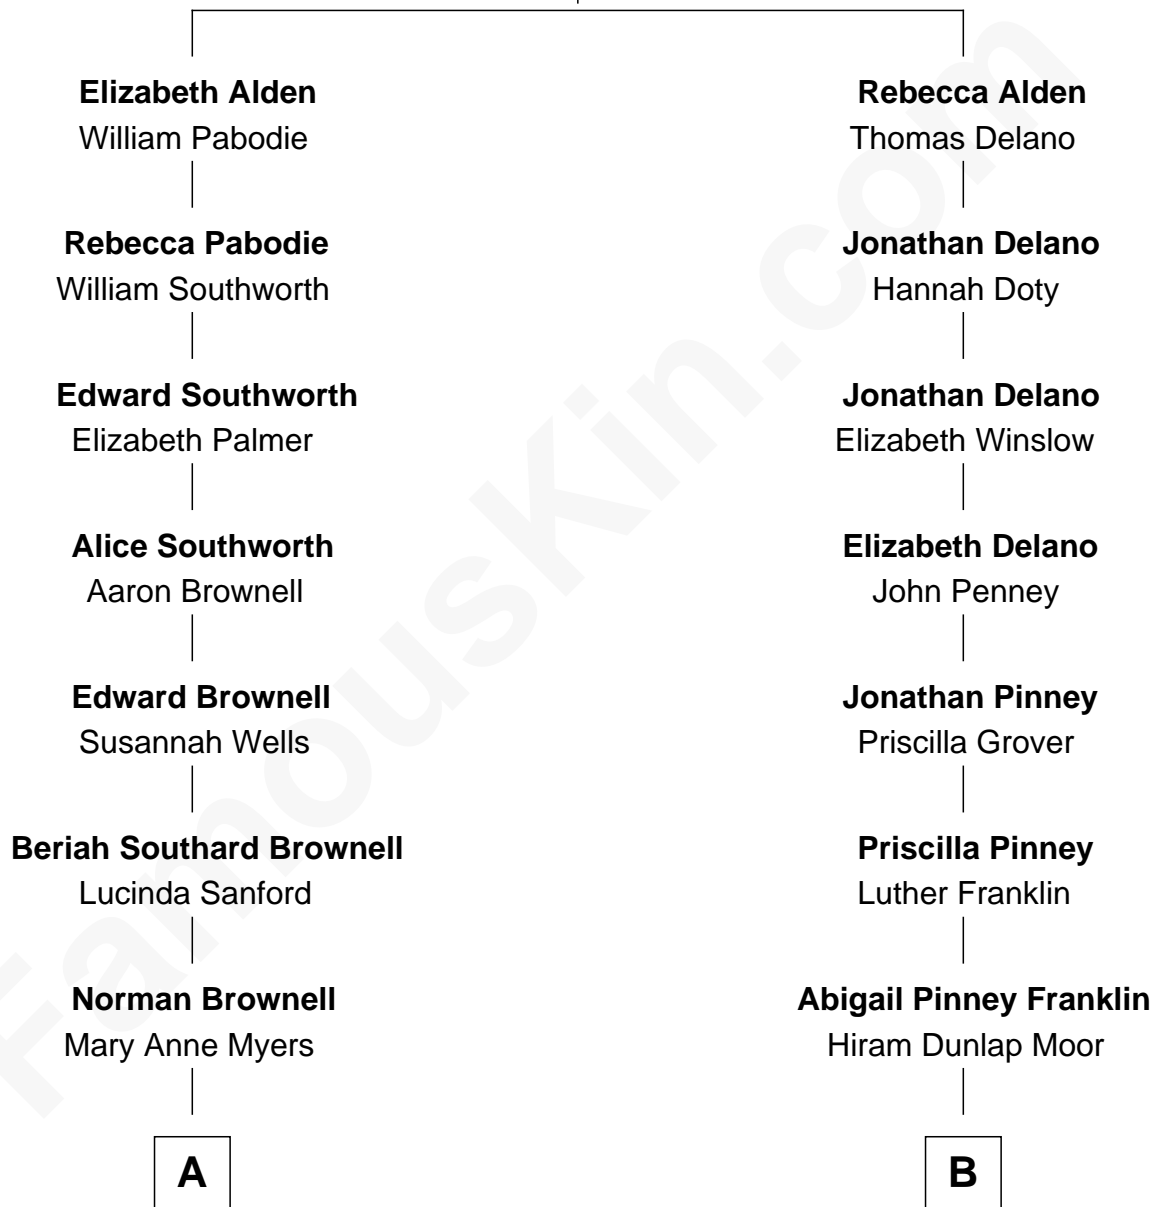 Elizabeth Alden
William Pabodie
Rebecca Pabodie
William Southworth
Edward Southworth
Elizabeth Palmer
Alice Southworth
Aaron Brownell
Edward Brownell
Susannah Wells
Beriah Southard Brownell
Lucinda Sanford
Norman Brownell
Mary Anne Myers
A
Rebecca Alden
Thomas Delano
Jonathan Delano
Hannah Doty
Jonathan Delano
Elizabeth Winslow
Elizabeth Delano
John Penney
Jonathan Pinney
Priscilla Grover
Priscilla Pinney
Luther Franklin
Abigail Pinney Franklin
Hiram Dunlap Moor
B
FamousKin.com